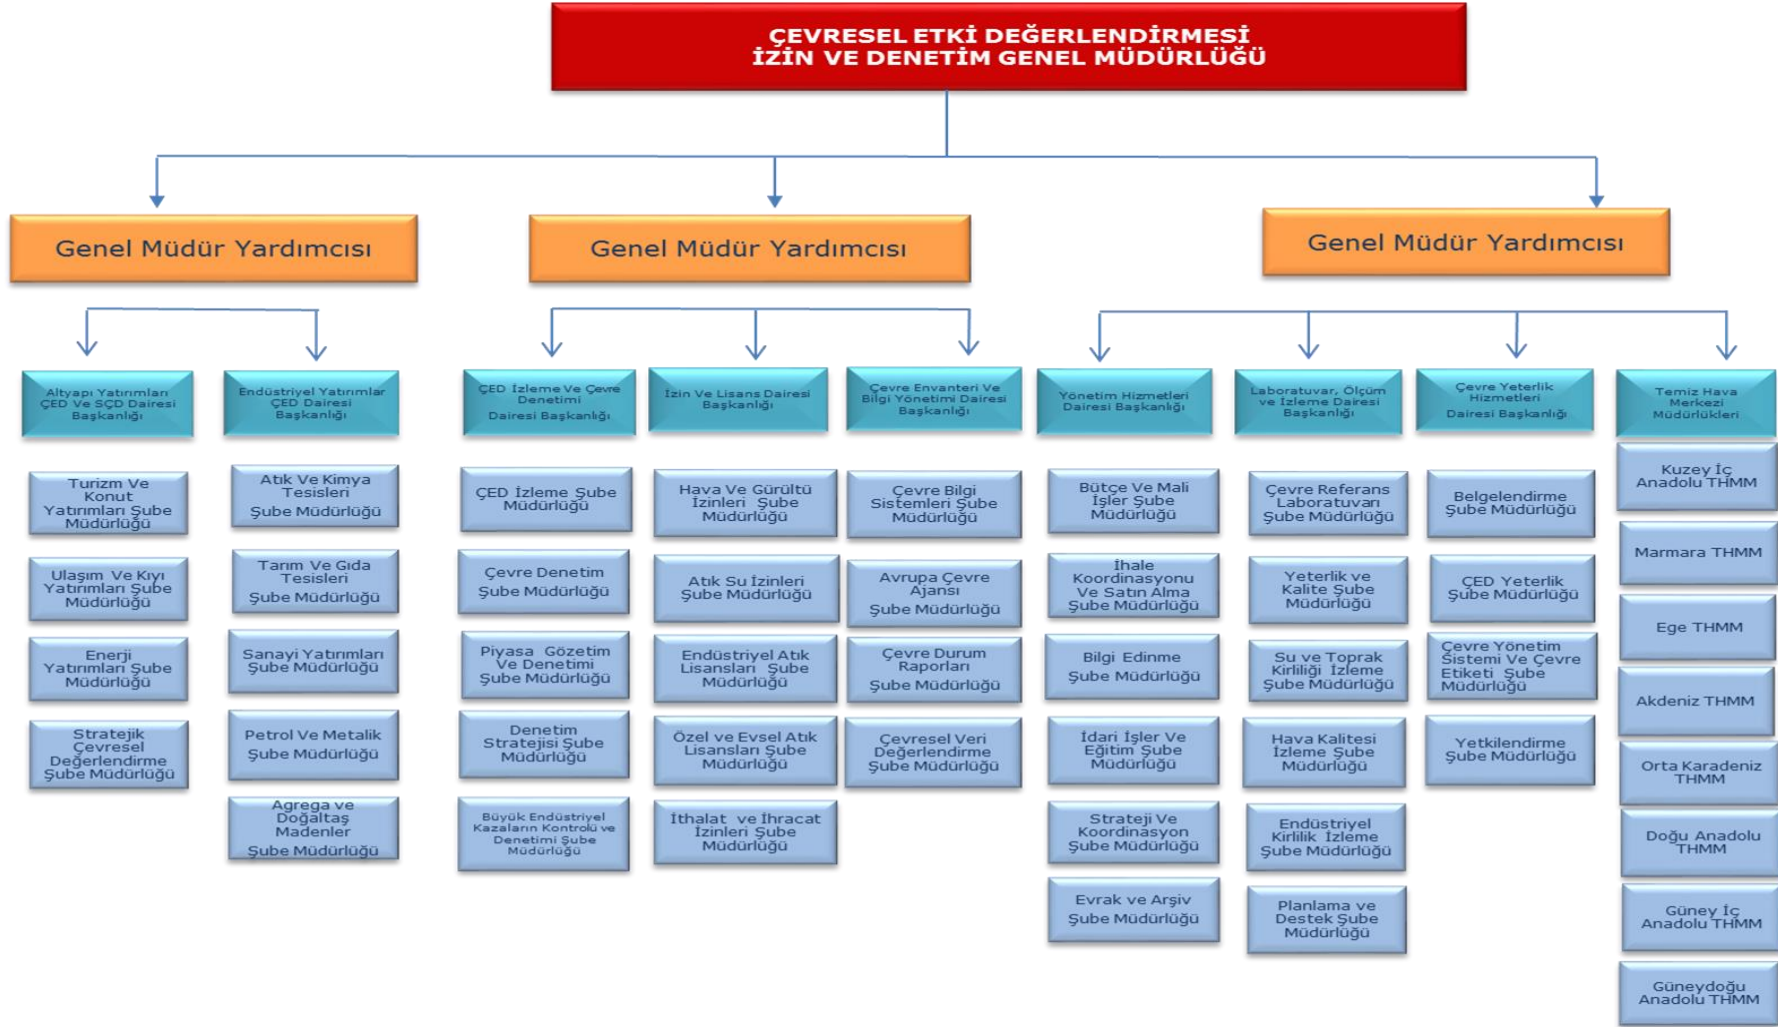 ÇEVRESEL ETKİ DEĞERLENDİRMESİ
İZİN VE DENETİM GENEL MÜDÜRLÜĞÜ
Genel Müdür Yardımcısı
Genel Müdür Yardımcısı
Genel Müdür Yardımcısı
Altyapı Yatırımları
ÇED Ve SÇD Dairesi
Başkanlığı
Turizm Ve
Konut
Yatırımları Şube
Müdürlüğü
Ulaşım Ve Kıyı
Yatırımları Şube
Müdürlüğü
Enerji
Yatırımları Şube
Müdürlüğü
Stratejik
Çevresel
Değerlendirme
Şube Müdürlüğü
Endüstriyel Yatırımlar
ÇED Dairesi
Başkanlığı
Atık Ve Kimya
Tesisleri
Şube Müdürlüğü
Tarım Ve Gıda
Tesisleri
Şube Müdürlüğü
Sanayi Yatırımları
Şube Müdürlüğü
Petrol Ve Metalik
Şube Müdürlüğü
Agrega ve
Doğaltaş
Madenler
Şube Müdürlüğü
ÇED İzleme Ve Çevre
Denetimi
Dairesi Başkanlığı
ÇED İzleme Şube
Müdürlüğü
Çevre Denetim
Şube Müdürlüğü
Piyasa Gözetim
Ve Denetimi
Şube Müdürlüğü
Denetim
Stratejisi Şube
Müdürlüğü
Büyük Endüstriyel
Kazaların Kontrolü ve
Denetimi Şube
Müdürlüğü
İzin Ve Lisans Dairesi
Başkanlığı
Hava Ve Gürültü
İzinleri Şube
Müdürlüğü
Atık Su İzinleri
Şube Müdürlüğü
Endüstriyel Atık
Lisansları Şube
Müdürlüğü
Özel ve Evsel Atık
Lisansları Şube
Müdürlüğü
İthalat ve İhracat
İzinleri Şube
Müdürlüğü
Çevre Envanteri Ve
Bilgi Yönetimi Dairesi
Başkanlığı
Çevre Bilgi
Sistemleri Şube
Müdürlüğü
Avrupa Çevre
Ajansı
Şube Müdürlüğü
Çevre Durum
Raporları
Şube Müdürlüğü
Çevresel Veri
Değerlendirme
Şube Müdürlüğü
Yönetim Hizmetleri
Dairesi Başkanlığı
Bütçe Ve Mali
İşler Şube
Müdürlüğü
İhale
Koordinasyonu
Ve Satın Alma
Şube Müdürlüğü
Bilgi Edinme
Şube Müdürlüğü
İdari İşler Ve
Eğitim Şube
Müdürlüğü
Strateji Ve
Koordinasyon
Şube Müdürlüğü
Evrak ve Arşiv
Şube Müdürlüğü
Laboratuvar, Ölçüm
ve İzleme Dairesi
Başkanlığı
Çevre Referans
Laboratuvarı
Şube Müdürlüğü
Yeterlik ve
Kalite Şube
Müdürlüğü
Su ve Toprak
Kirliliği İzleme
Şube Müdürlüğü
Hava Kalitesi
İzleme Şube
Müdürlüğü
Endüstriyel
Kirlilik İzleme
Şube Müdürlüğü
Planlama ve
Destek Şube
Müdürlüğü
Çevre Yeterlik
Hizmetleri
Dairesi Başkanlığı
Belgelendirme
Şube Müdürlüğü
ÇED Yeterlik
Şube Müdürlüğü
Çevre Yönetim
Sistemi Ve Çevre
Etiketi Şube
Müdürlüğü
Yetkilendirme
Şube Müdürlüğü
Temiz Hava
Merkezi
Müdürlükleri
Kuzey İç
Anadolu THMM
Marmara THMM
Ege THMM
Akdeniz THMM
Orta Karadeniz
THMM
Doğu Anadolu
THMM
Güney İç
Anadolu THMM
Güneydoğu
Anadolu THMM